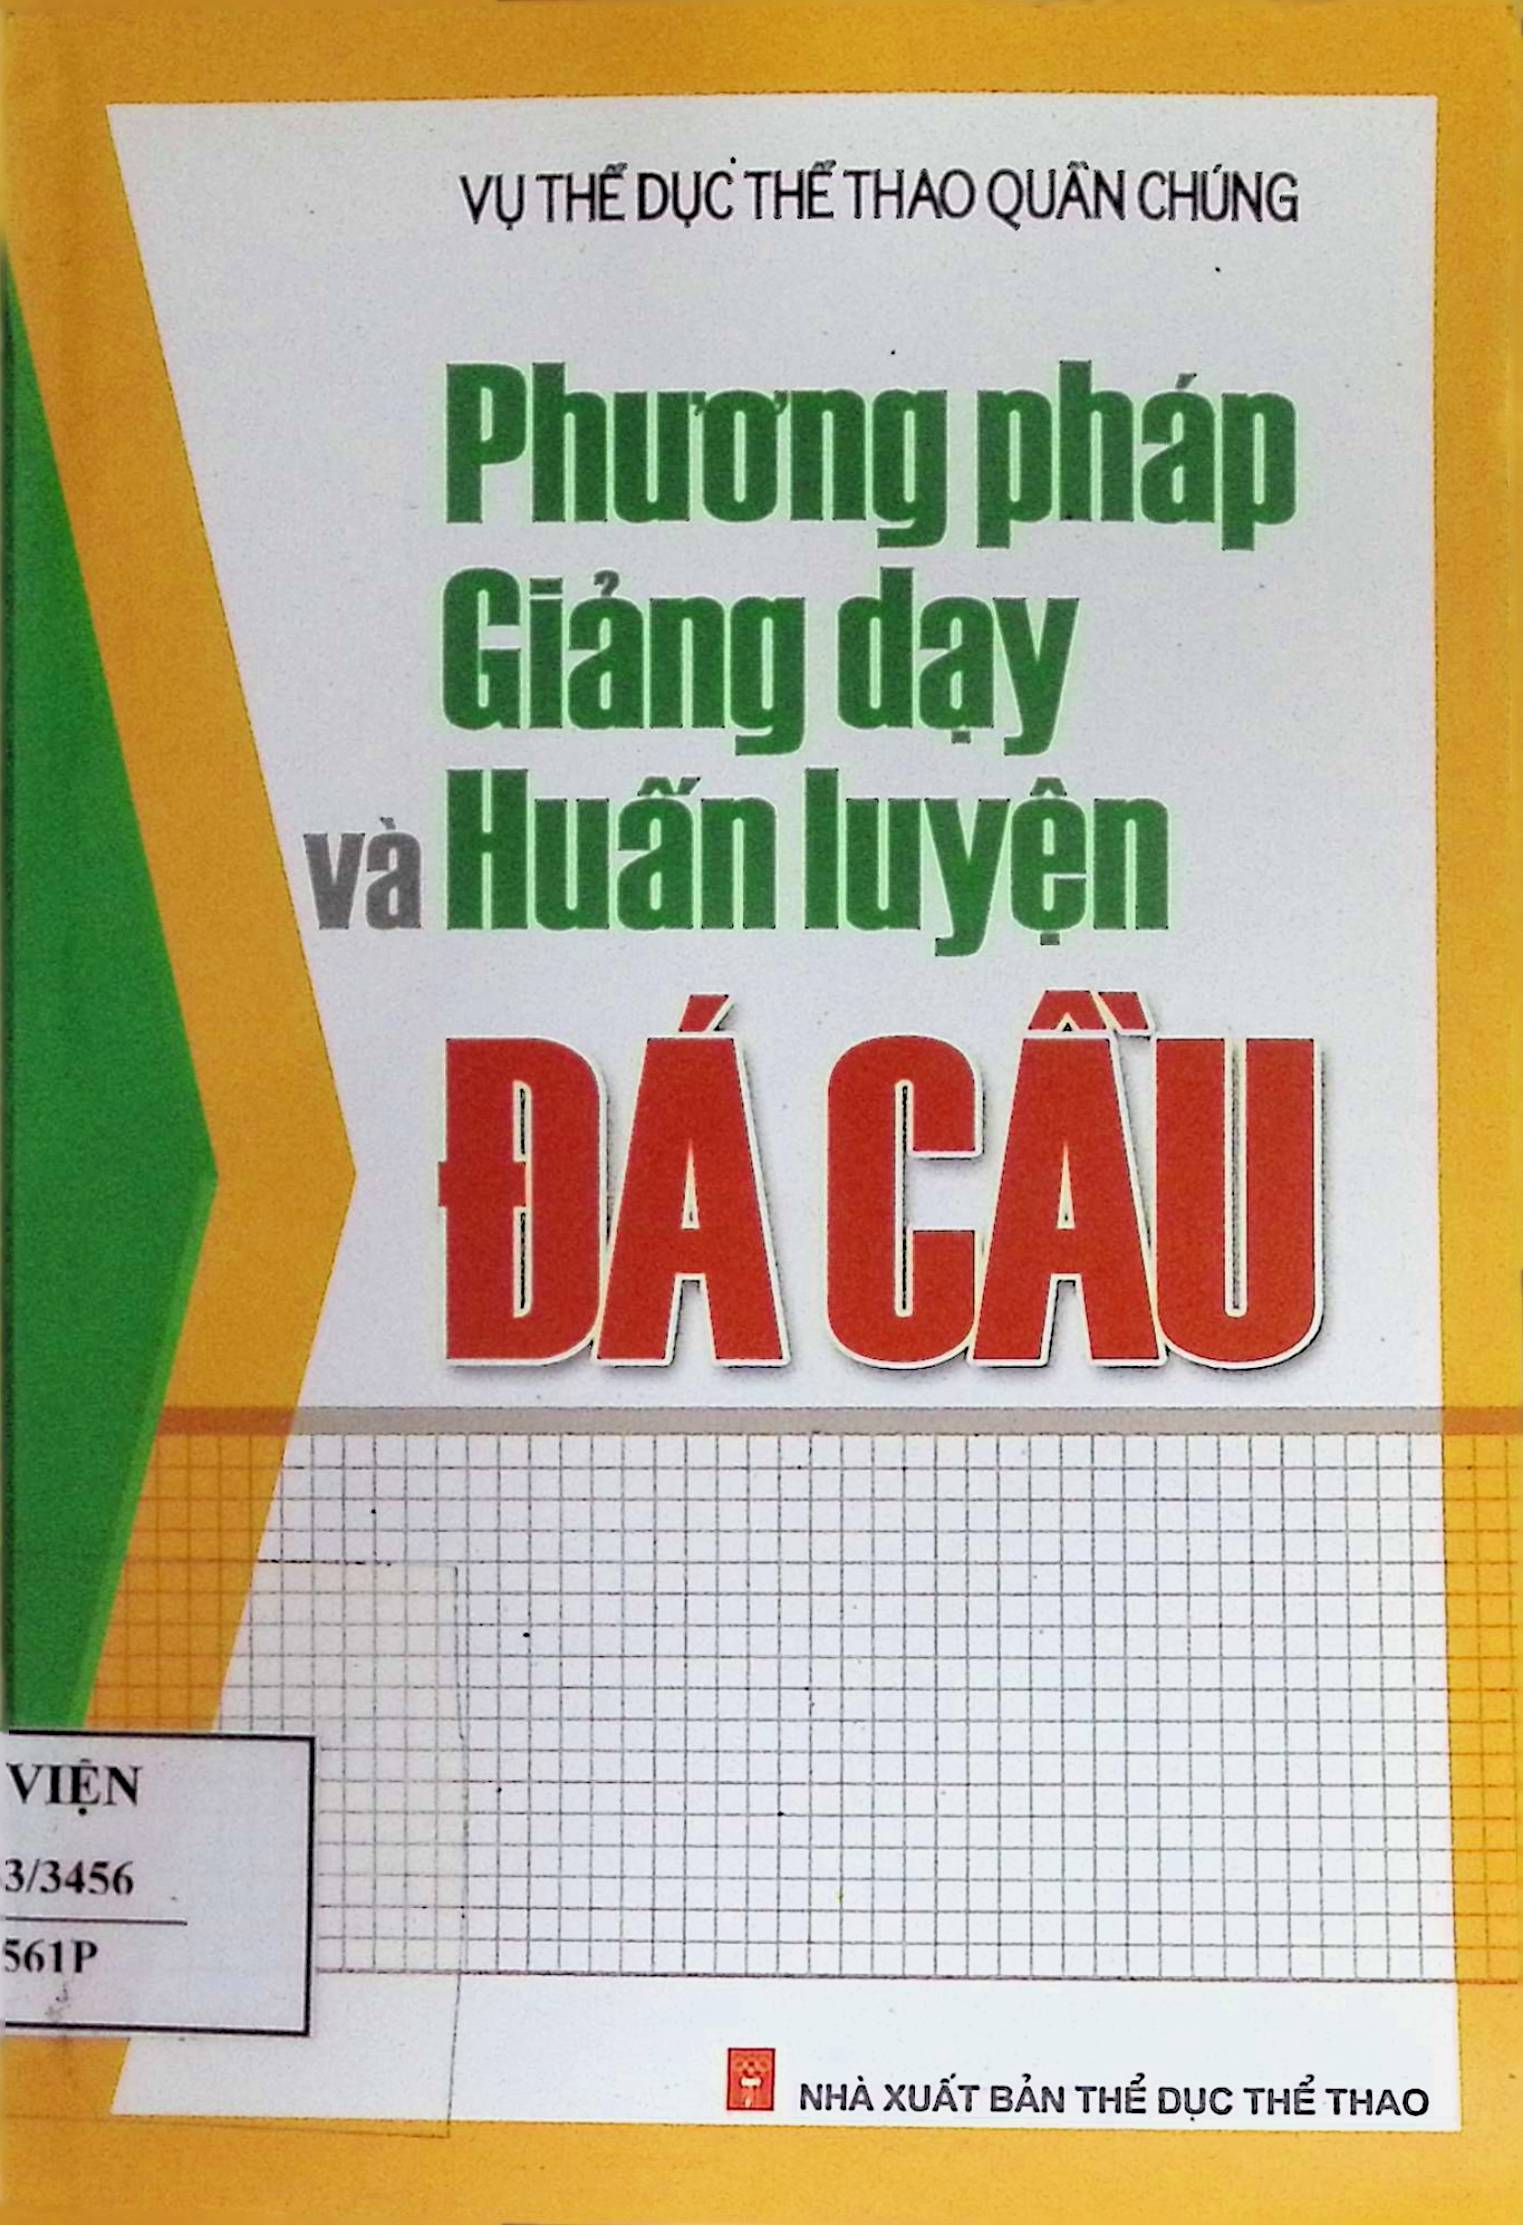 VỤ THỂ DỤC THỂ THAO QUẦN CHÚNG
Phương pháp
Giảng dạy
và Huấn luyện
ĐÁ CẦU
VIỆN
3/3456
561P
NHÀ XUẤT BẢN THỂ DỤC THỂ THAO